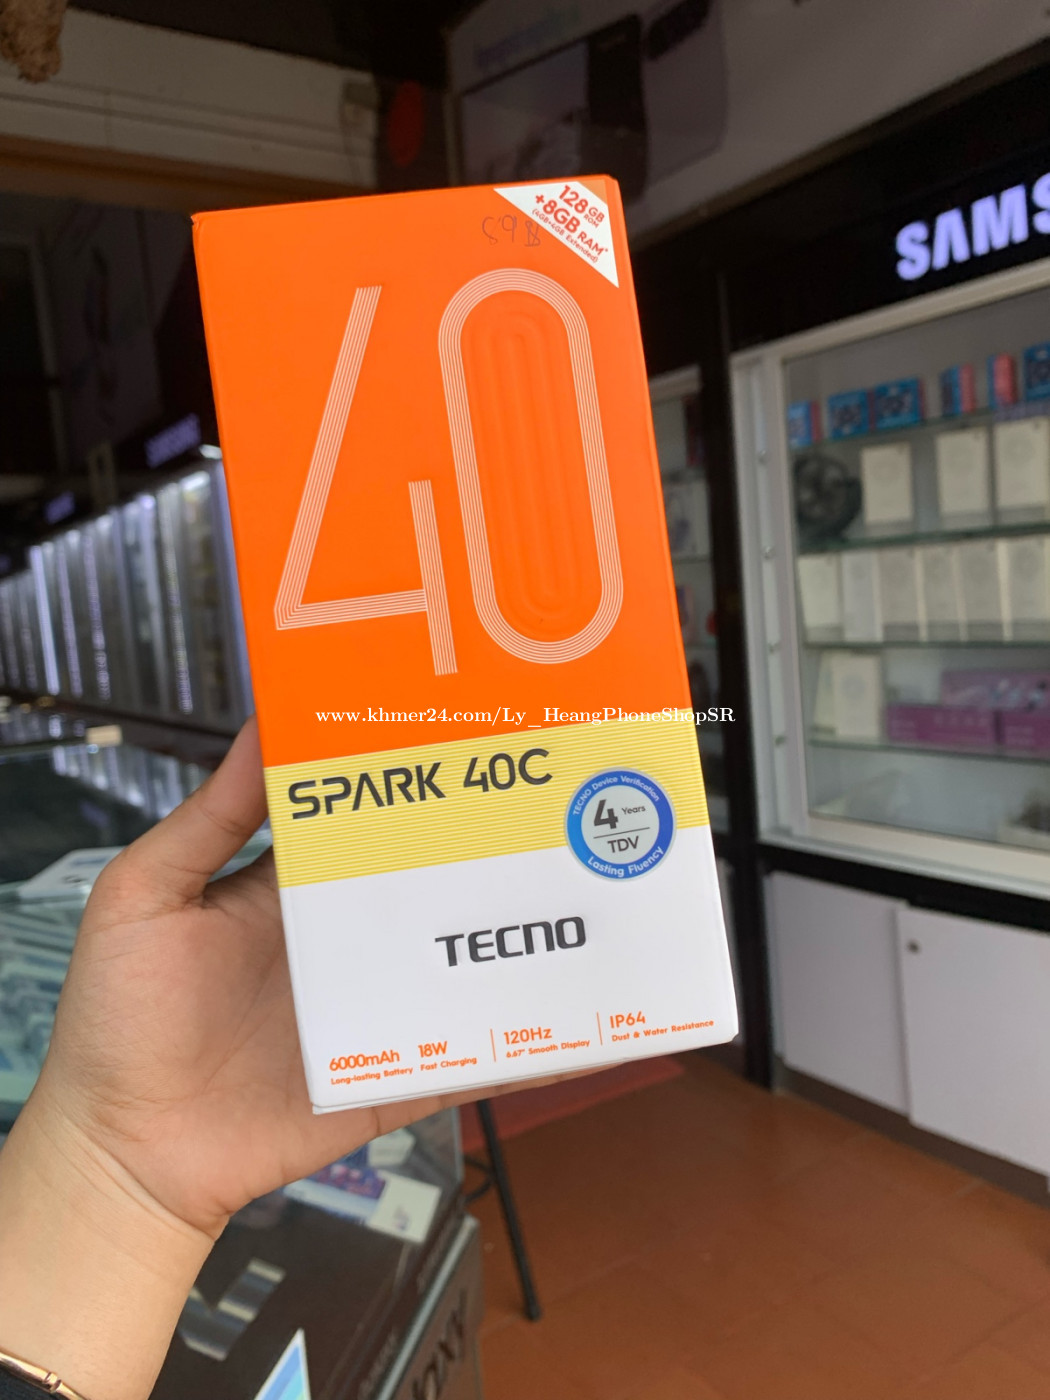 128 GB ROM
+8GB RAM*
(4GB+4GB Extended)
40
SAMS
www.khmer24.com/Ly_HeangPhoneShopSR
SPARK 40C
TECNO Device Verification
4 Years
TDV
Lasting Fluency
TECNO
6000mAh
Long-lasting Battery
18W
Fast Charging
120Hz
6.67" Smooth Display
IP64
Dust & Water Resistance